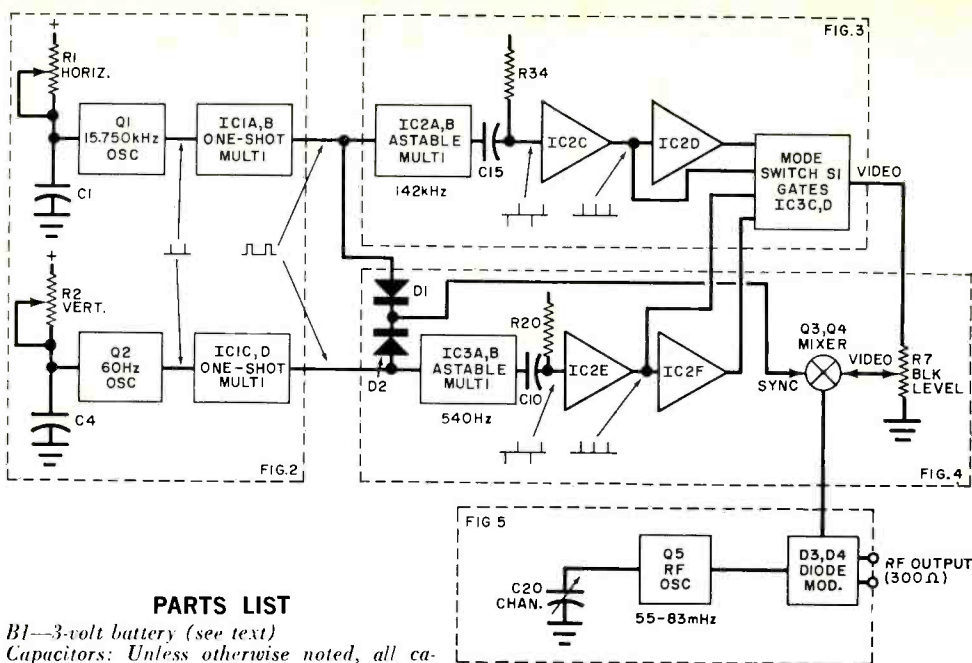 FIG.3
+
R1
HORIZ.
Q1
15.750kHz
OSC
IC1A,B
ONE-SHOT
MULTI
C1
+
R2
VERT.
Q2
60Hz
OSC
IC1C,D
ONE-SHOT
MULTI
C4
FIG.2
IC2A,B
ASTABLE
MULTI
142kHz
C15
R34
IC2C
IC2D
MODE
SWITCH S1
GATES
IC3C,D
VIDEO
D1
D2
IC3A,B
ASTABLE
MULTI
540Hz
C10
R20
IC2E
IC2F
Q3,Q4
MIXER
SYNC
VIDEO
R7
BLK
LEVEL
FIG.4
FIG 5
C20
CHAN.
Q5
RF
OSC
55-83mHz
D3,D4
DIODE
MOD.
RF OUTPUT
(300Ω)
PARTS LIST
B1—3-volt battery (see text)
Capacitors: Unless otherwise noted, all ca-